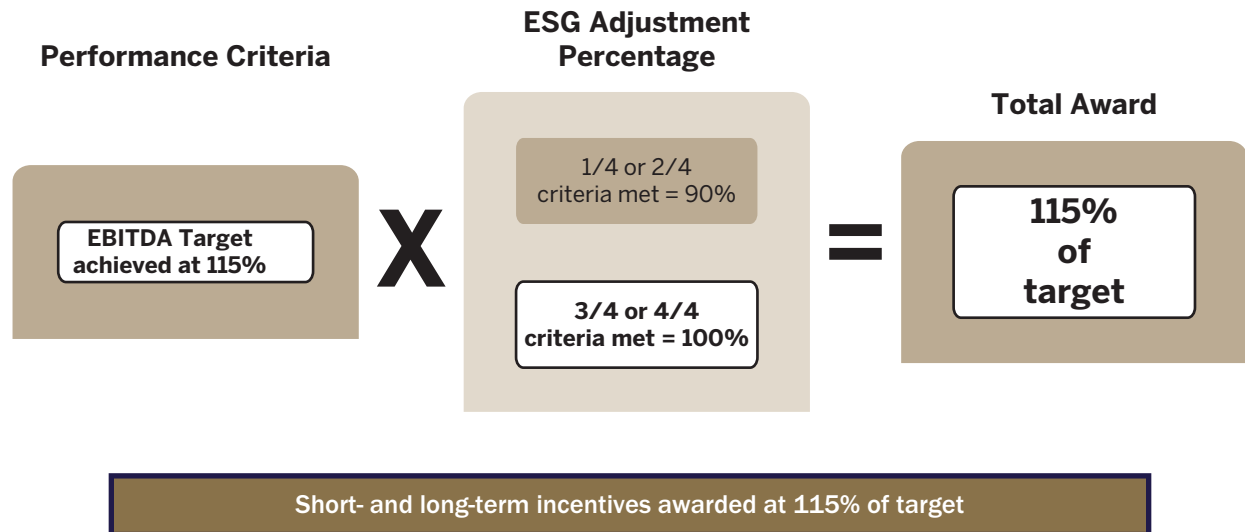 Performance Criteria
EBITDA Target
achieved at 115%
X
ESG Adjustment
Percentage
1/4 or 2/4
criteria met = 90%
3/4 or 4/4
criteria met = 100%
=
Total Award
115%
of
target
Short- and long-term incentives awarded at 115% of target